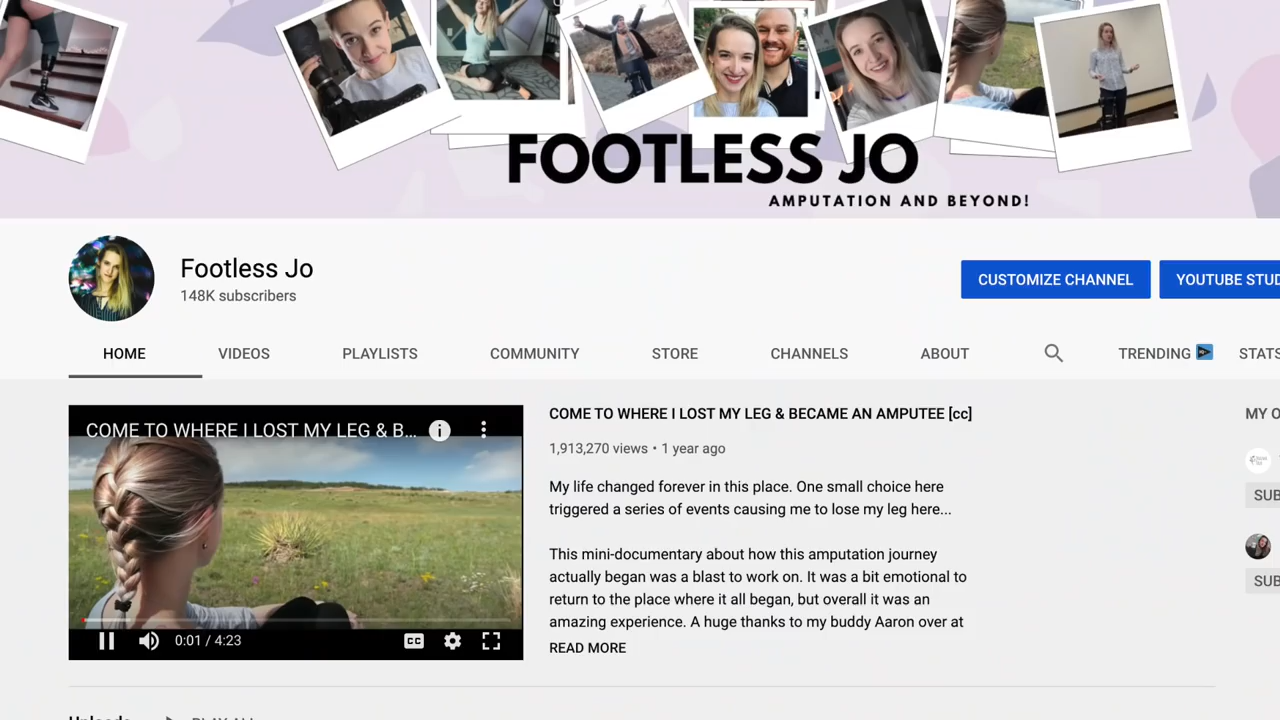 FOOTLESS JO
AMPUTATION AND BEYOND!
Footless Jo
148K subscribers
CUSTOMIZE CHANNEL
YOUTUBE STUD
HOME
VIDEOS
PLAYLISTS
COMMUNITY
STORE
CHANNELS
ABOUT
TRENDING
STATS
COME TO WHERE I LOST MY LEG & B...
0:01 / 4:23
CC
COME TO WHERE I LOST MY LEG & BECAME AN AMPUTEE [cc]
1,913,270 views • 1 year ago
My life changed forever in this place. One small choice here
triggered a series of events causing me to lose my leg here...
This mini-documentary about how this amputation journey
actually began was a blast to work on. It was a bit emotional to
return to the place where it all began, but overall it was an
amazing experience. A huge thanks to my buddy Aaron over at
READ MORE
MY O
SUB
SUB
Uploads
PLAY ALL